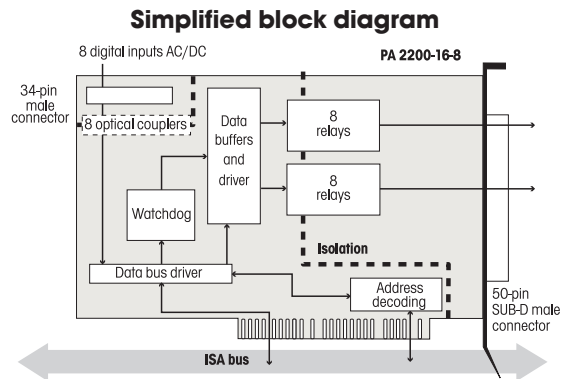 Simplified block diagram
8 digital inputs AC/DC
PA 2200-16-8
34-pin
male
connector
8 optical couplers
Data
buffers
and
driver
8
relays
8
relays
Watchdog
Isolation
Data bus driver
Address
decoding
50-pin
SUB-D male
connector
ISA bus